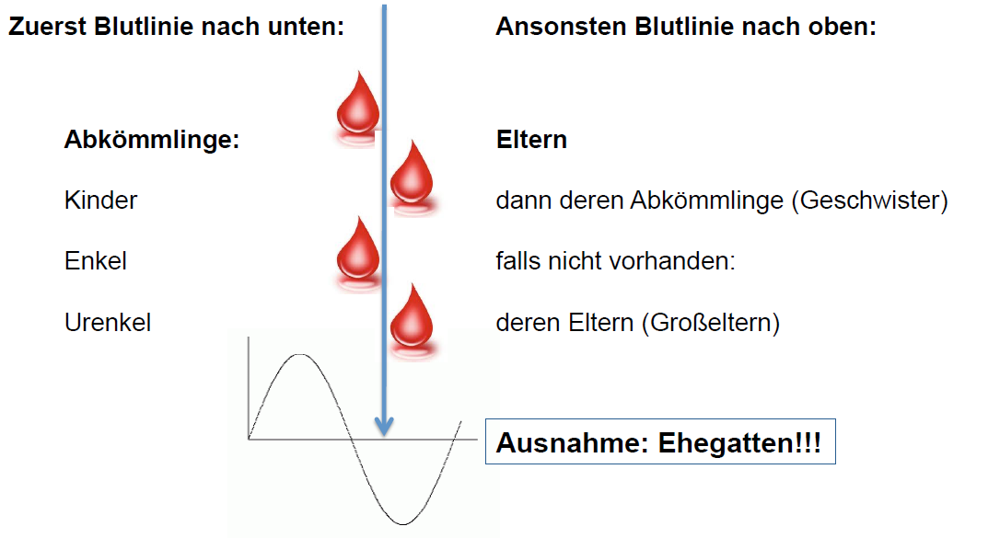 Zuerst Blutlinie nach unten:
Abkömmlinge:
Kinder
Enkel
Urenkel
Ansonsten Blutlinie nach oben:
Eltern
dann deren Abkömmlinge (Geschwister)
falls nicht vorhanden:
deren Eltern (Großeltern)
Ausnahme: Ehegatten!!!